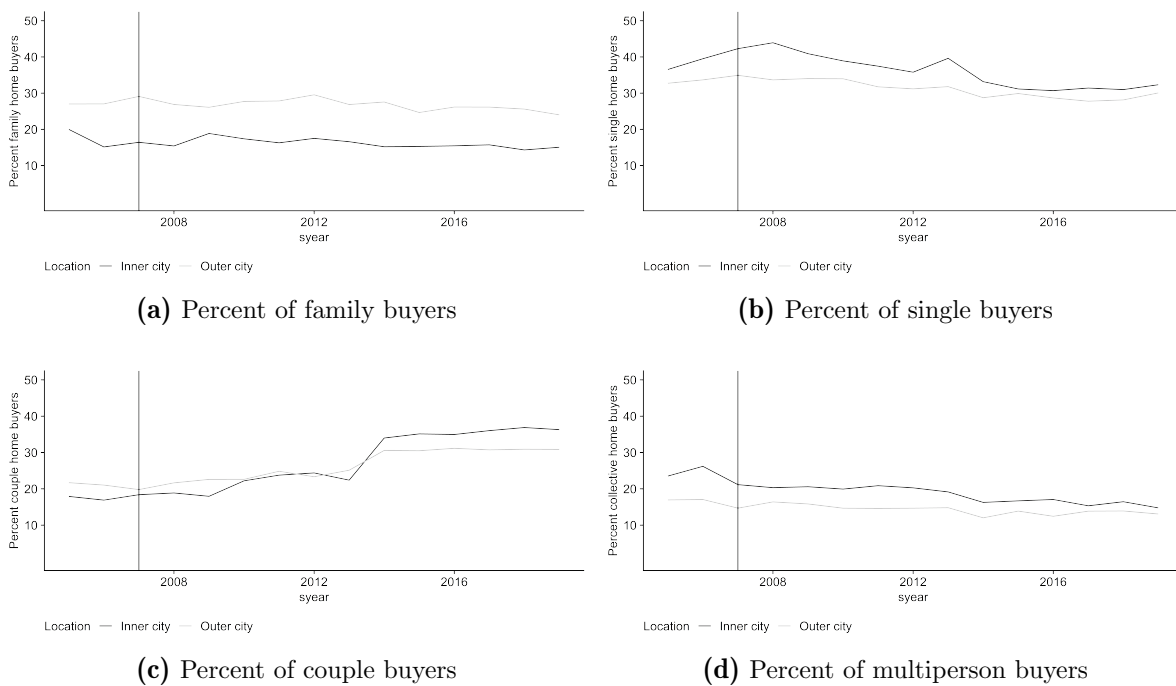 50
40
30
20
10
Percent family home buyers
2008 2012 2016
syear
Location Inner city Outer city
(a) Percent of family buyers
50
40
30
20
10
Percent single home buyers
2008 2012 2016
syear
Location Inner city Outer city
(b) Percent of single buyers
50
40
30
20
10
Percent couple home buyers
2008 2012 2016
syear
Location Inner city Outer city
(c) Percent of couple buyers
50
40
30
20
10
Percent collective home buyers
2008 2012 2016
syear
Location Inner city Outer city
(d) Percent of multiperson buyers